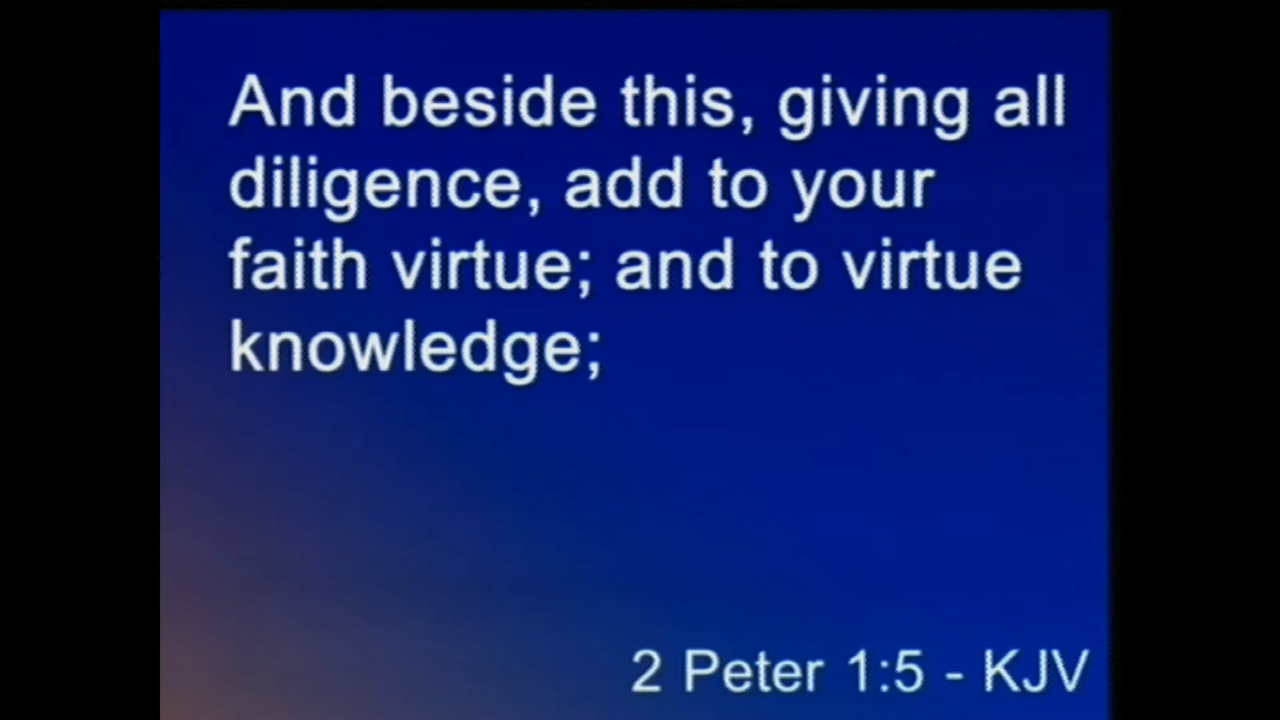 And beside this, giving all
diligence, add to your
faith virtue; and to virtue
knowledge;
2 Peter 1:5 - KJV